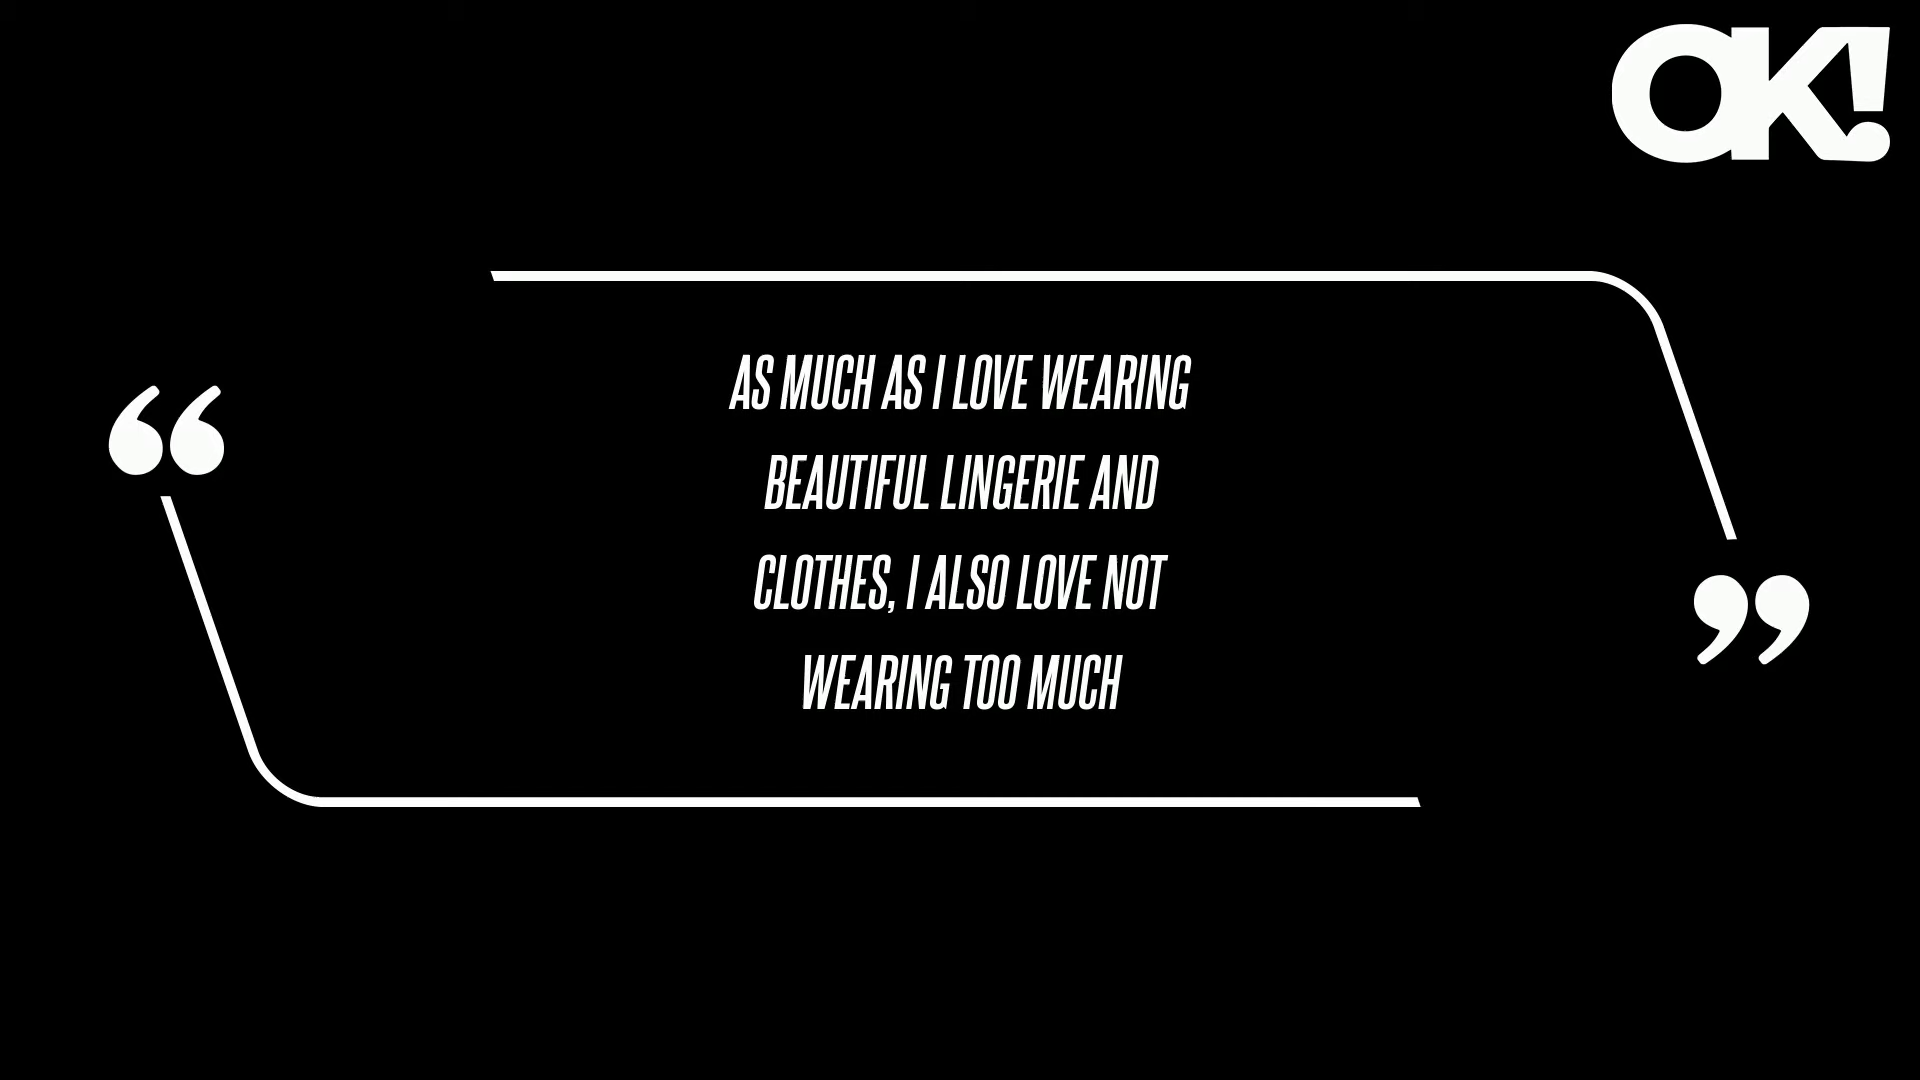 OK!
“
AS MUCH AS I LOVE WEARING
BEAUTIFUL LINGERIE AND
CLOTHES, I ALSO LOVE NOT
WEARING TOO MUCH
”